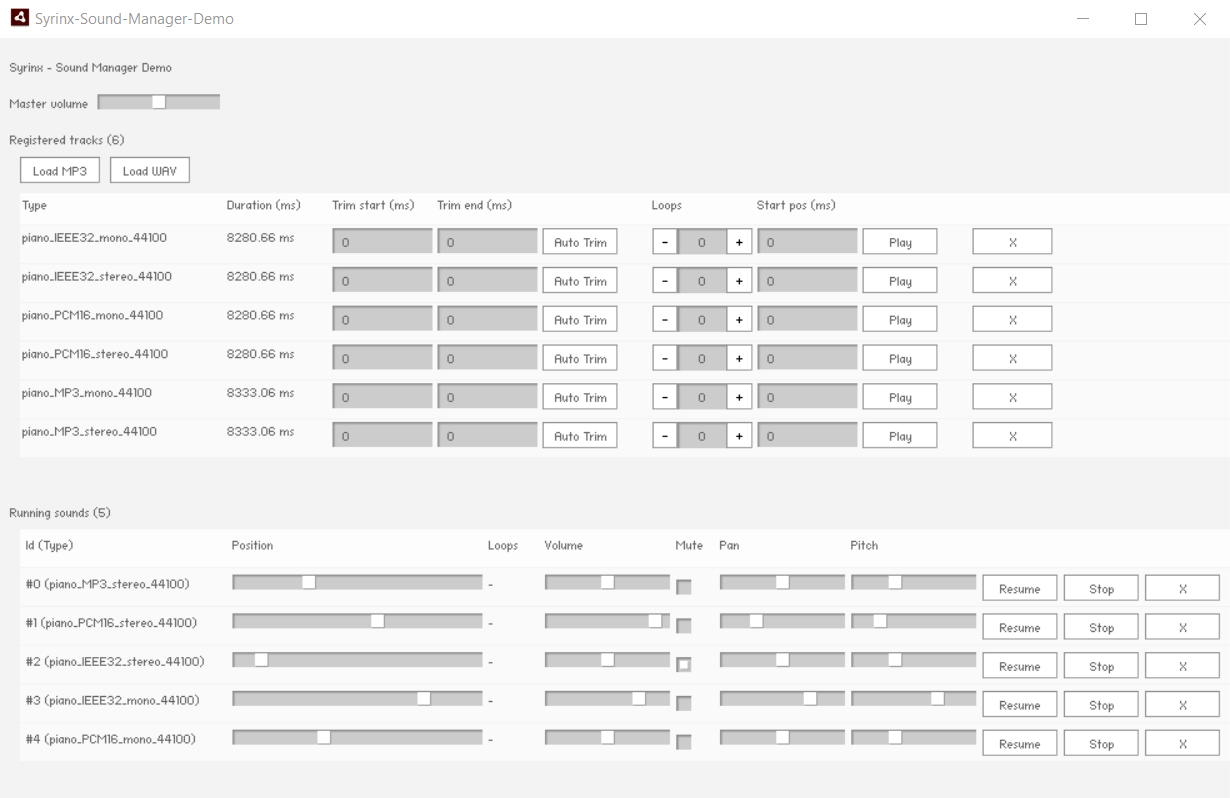 Syrinx-Sound-Manager-Demo
Syrinx - Sound Manager Demo
Master volume
Registered tracks (6)
Load MP3 Load WAV
Type Duration (ms) Trim start (ms) Trim end (ms) Loops Start pos (ms)
piano_IEEE32_mono_44100 8280.66 ms 0 0 Auto Trim - 0 + 0 Play X
piano_IEEE32_stereo_44100 8280.66 ms 0 0 Auto Trim - 0 + 0 Play X
piano_PCM16_mono_44100 8280.66 ms 0 0 Auto Trim - 0 + 0 Play X
piano_PCM16_stereo_44100 8280.66 ms 0 0 Auto Trim - 0 + 0 Play X
piano_MP3_mono_44100 8333.06 ms 0 0 Auto Trim - 0 + 0 Play X
piano_MP3_stereo_44100 8333.06 ms 0 0 Auto Trim - 0 + 0 Play X
Running sounds (5)
Id (Type) Position Loops Volume Mute Pan Pitch
#0 (piano_MP3_stereo_44100) - Resume Stop X
#1 (piano_PCM16_stereo_44100) - Resume Stop X
#2 (piano_IEEE32_stereo_44100) - Resume Stop X
#3 (piano_IEEE32_mono_44100) - Resume Stop X
#4 (piano_PCM16_mono_44100) - Resume Stop X